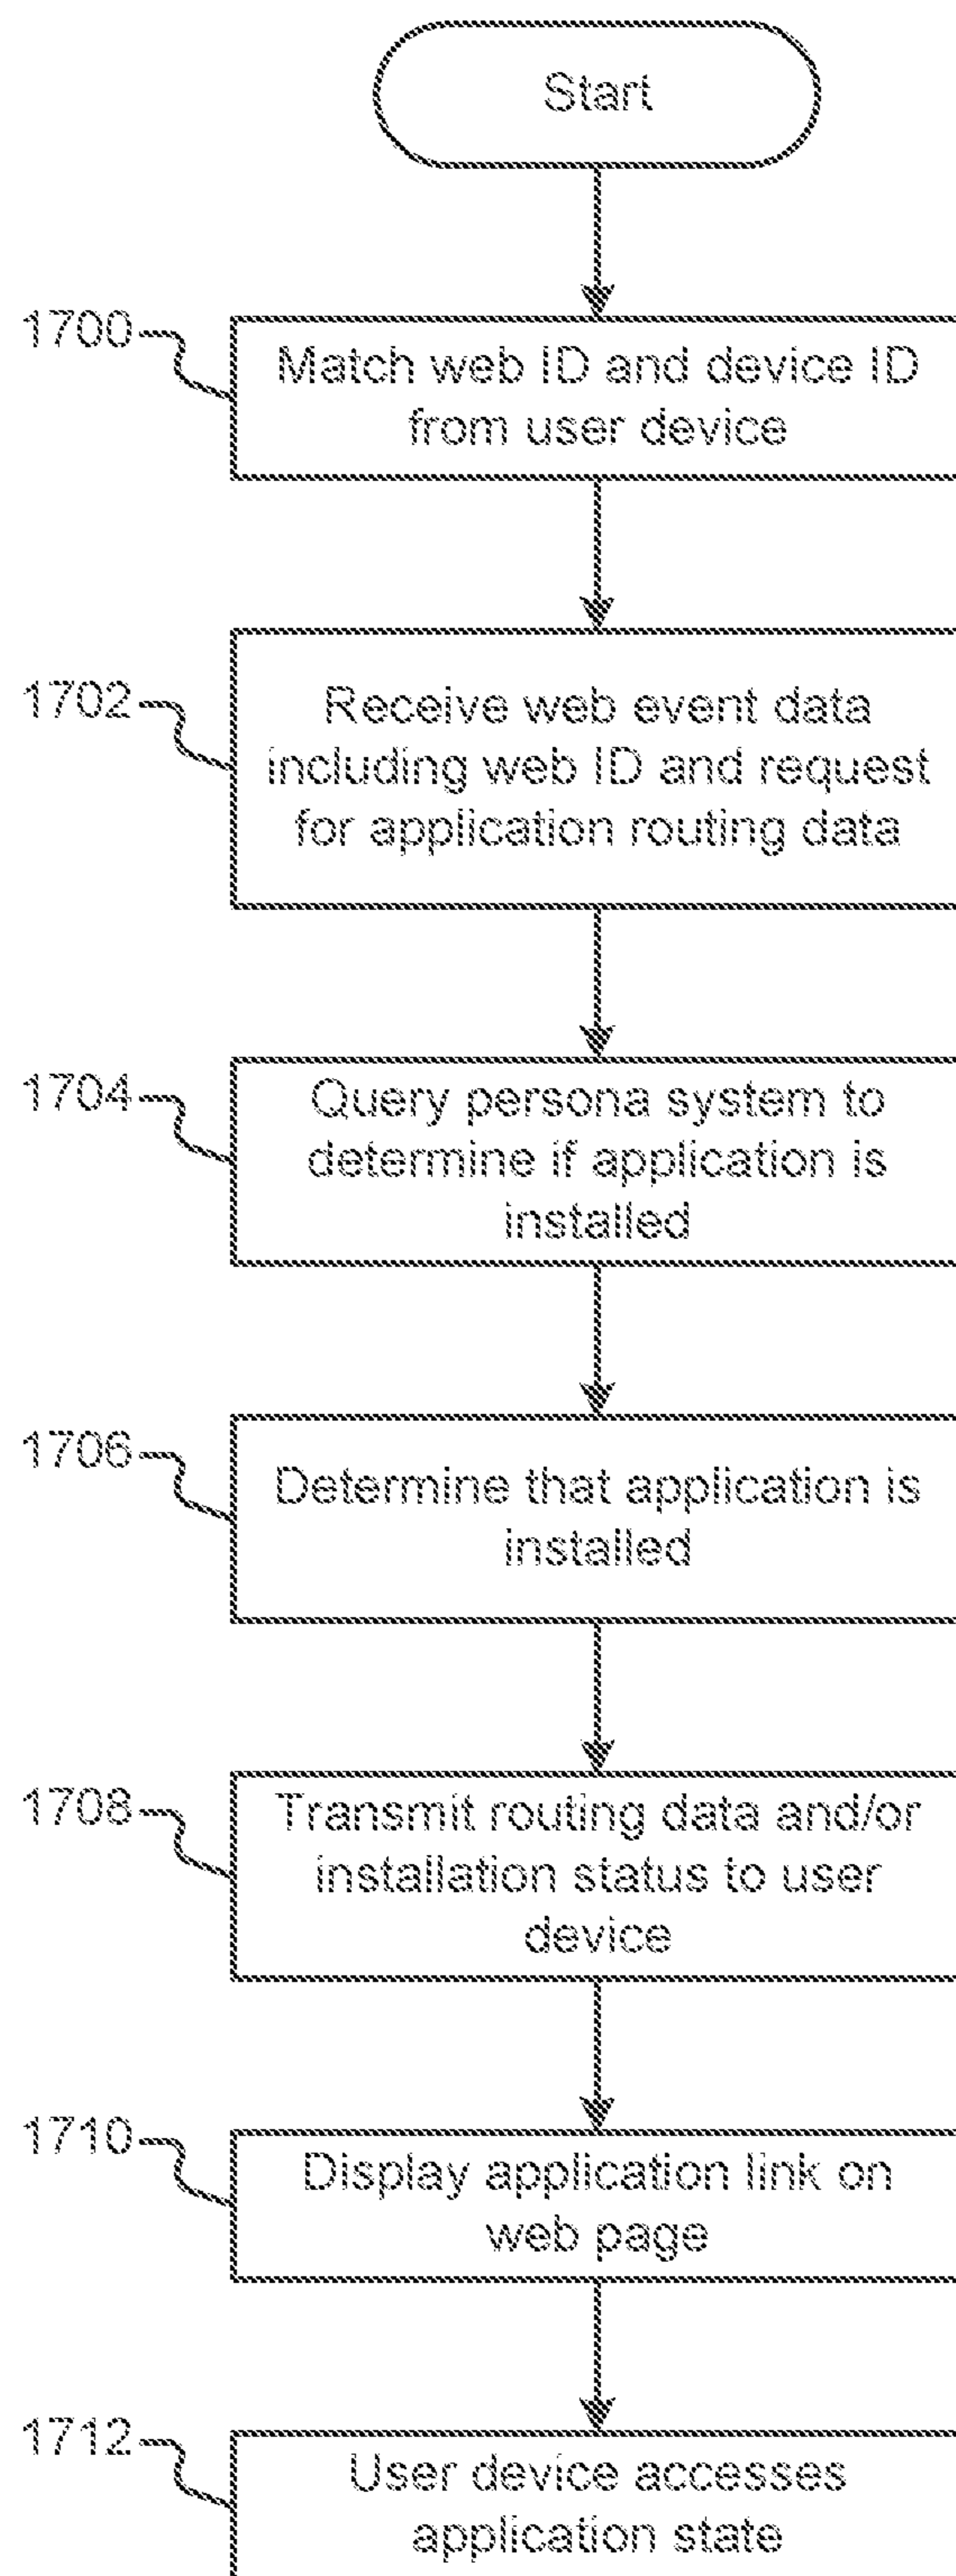 Start
1700
Match web ID and device ID
from user device
1702
Receive web event data
including web ID and request
for application routing data
1704
Query persona system to
determine if application is
installed
1706
Determine that application is
installed
1708
Transmit routing data and/or
installation status to user
device
1710
Display application link on
web page
1712
User device accesses
application state